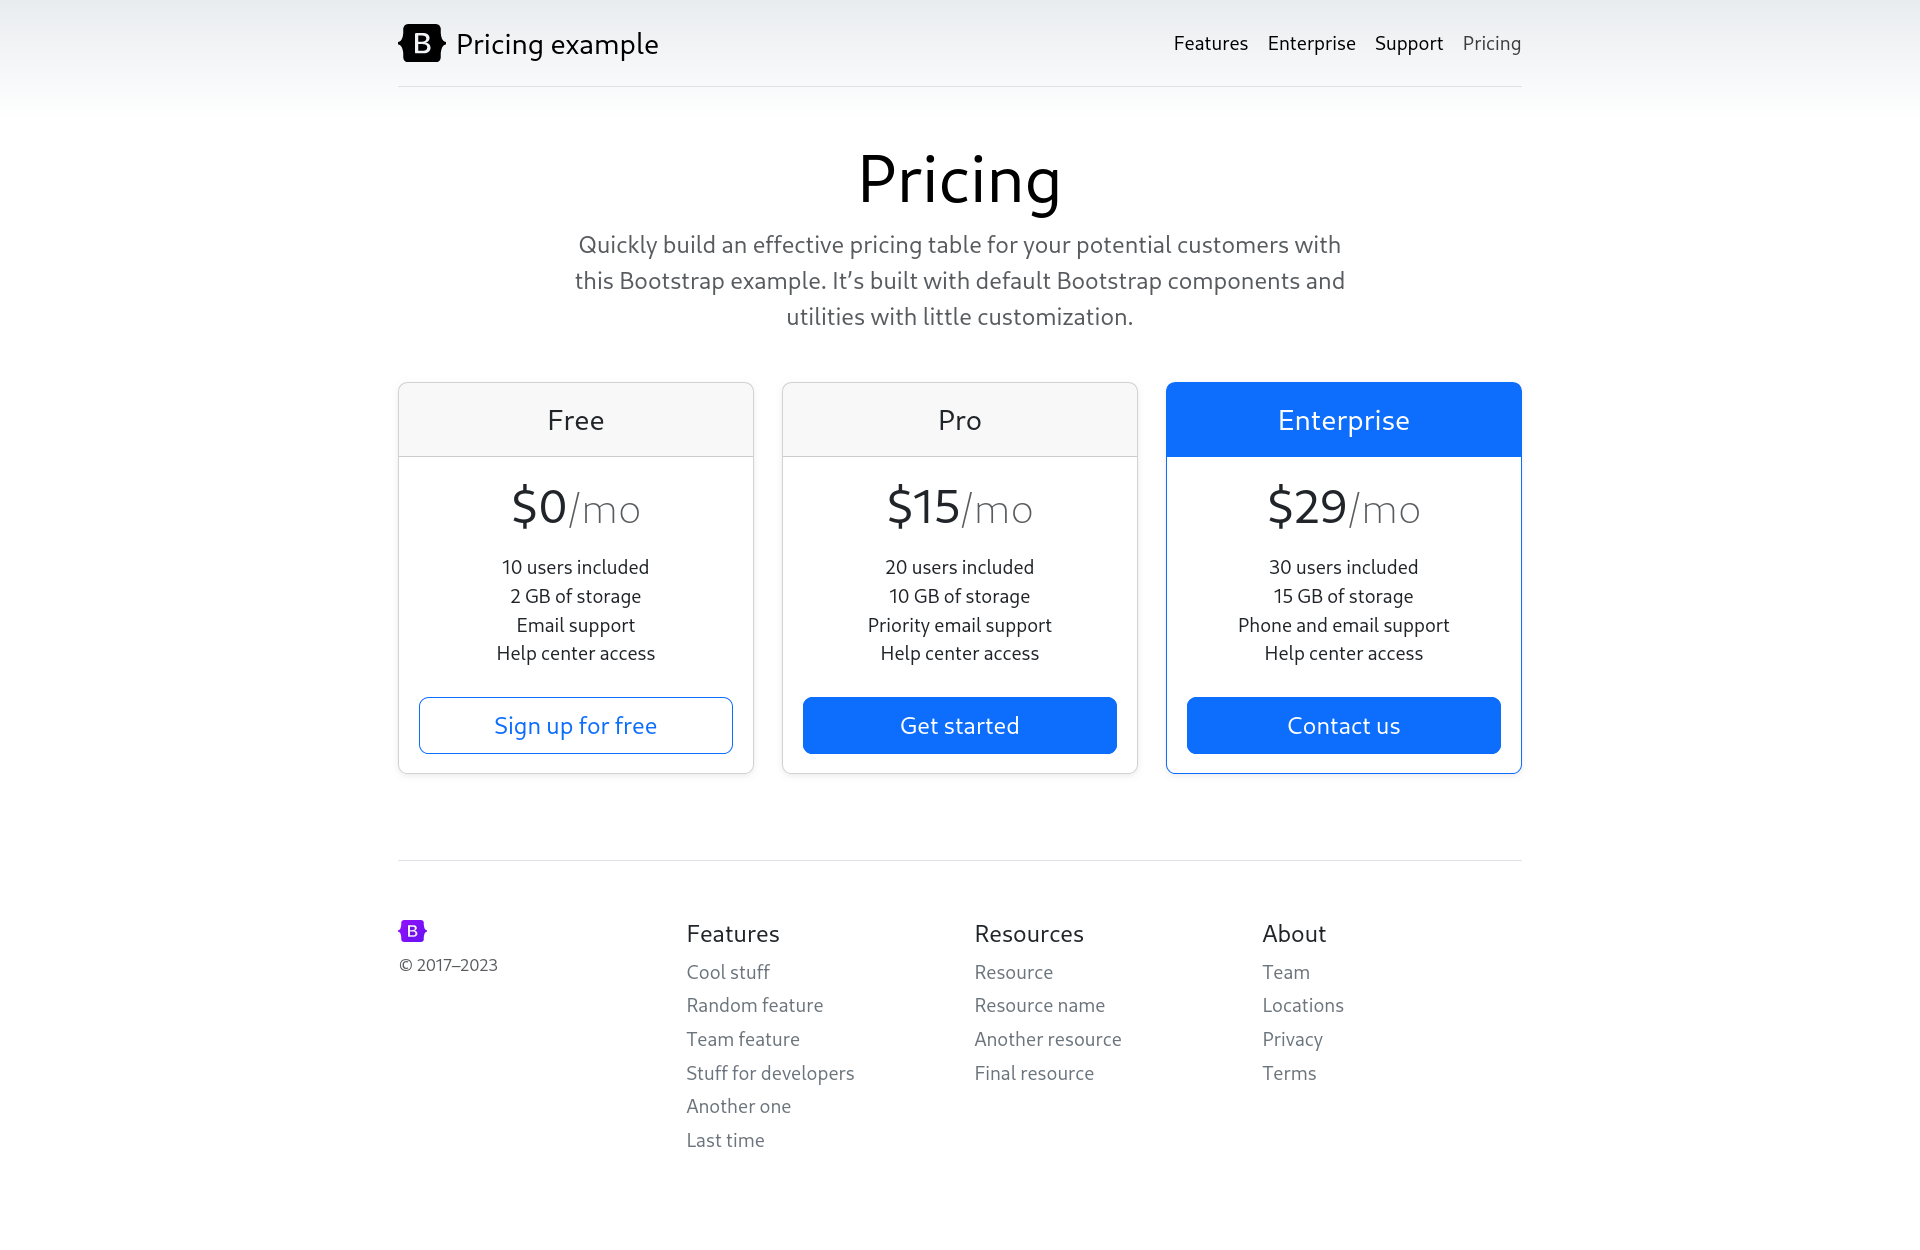 B Pricing example
Features Enterprise Support Pricing
Pricing
Quickly build an effective pricing table for your potential customers with
this Bootstrap example. It’s built with default Bootstrap components and
utilities with little customization.
Free
$0/mo
10 users included
2 GB of storage
Email support
Help center access
Sign up for free
Pro
$15/mo
20 users included
10 GB of storage
Priority email support
Help center access
Get started
Enterprise
$29/mo
30 users included
15 GB of storage
Phone and email support
Help center access
Contact us
B
© 2017–2023
Features
Cool stuff
Random feature
Team feature
Stuff for developers
Another one
Last time
Resources
Resource
Resource name
Another resource
Final resource
About
Team
Locations
Privacy
Terms